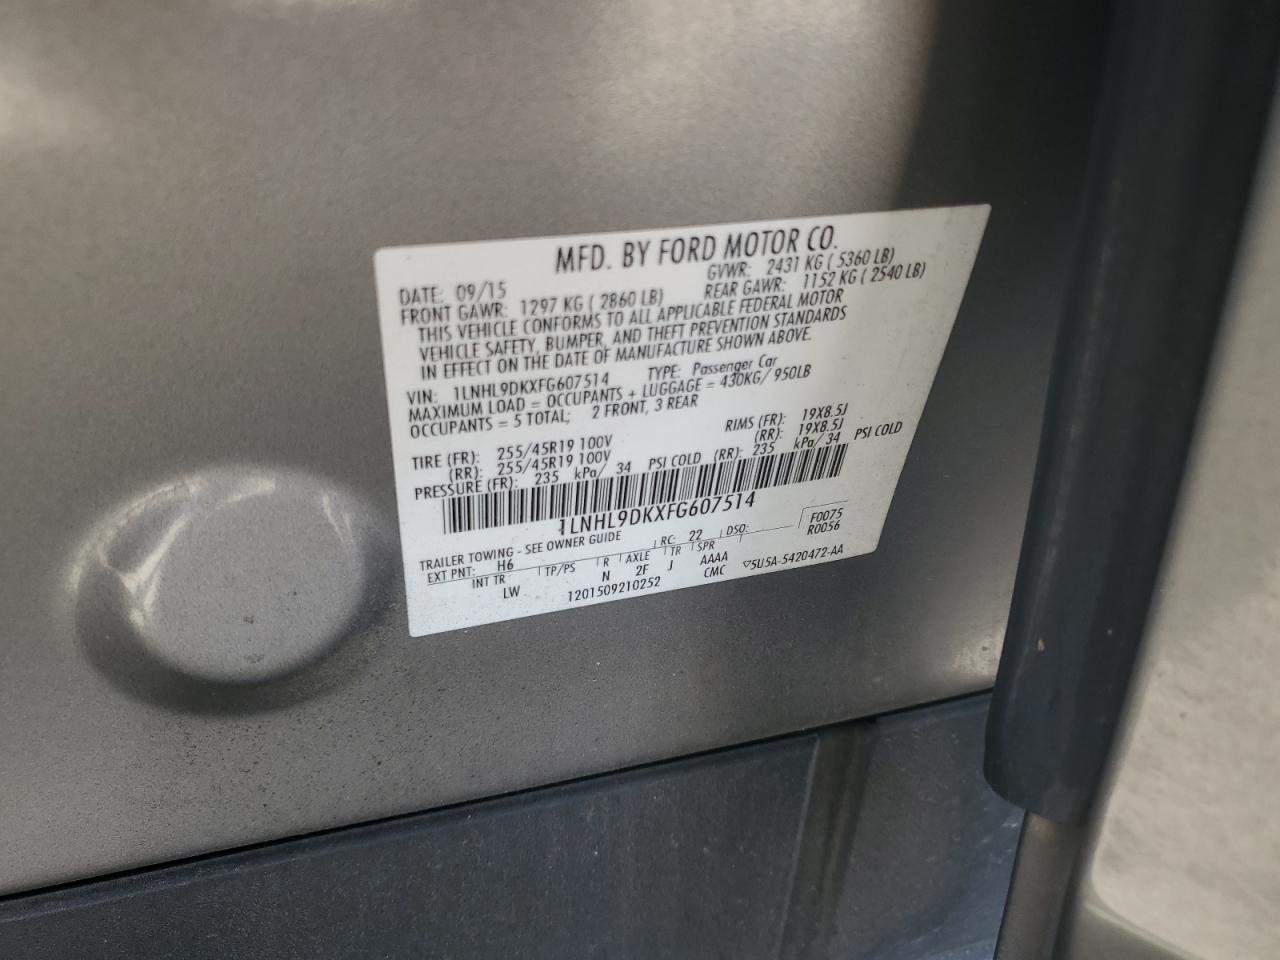 MFD. BY FORD MOTOR CO.
DATE: 09/15 GVWR: 2431 KG ( 5360 LB)
FRONT GAWR: 1297 KG ( 2860 LB) REAR GAWR: 1152 KG ( 2540 LB)
THIS VEHICLE CONFORMS TO ALL APPLICABLE FEDERAL MOTOR
VEHICLE SAFETY, BUMPER, AND THEFT PREVENTION STANDARDS
IN EFFECT ON THE DATE OF MANUFACTURE SHOWN ABOVE.
VIN: 1LNHL9DKXFG607514 TYPE: Passenger Car
MAXIMUM LOAD = OCCUPANTS + LUGGAGE = 430KG/ 950LB
OCCUPANTS = 5 TOTAL; 2 FRONT, 3 REAR
TIRE (FR): 255/45R19 100V RIMS (FR): 19X8.5J
(RR): 255/45R19 100V (RR): 19X8.5J
PRESSURE (FR): 235 kPa/ 34 PSI COLD (RR): 235 kPa/ 34 PSI COLD
1LNHL9DKXFG607514
TRAILER TOWING - SEE OWNER GUIDE F0075
EXT PNT: H6 RC: 22 DSO: R0056
INT TR TP/PS R AXLE TR SPR
LW N 2F J AAAA
CMC ▽5U5A-5420472-AA
1201509210252